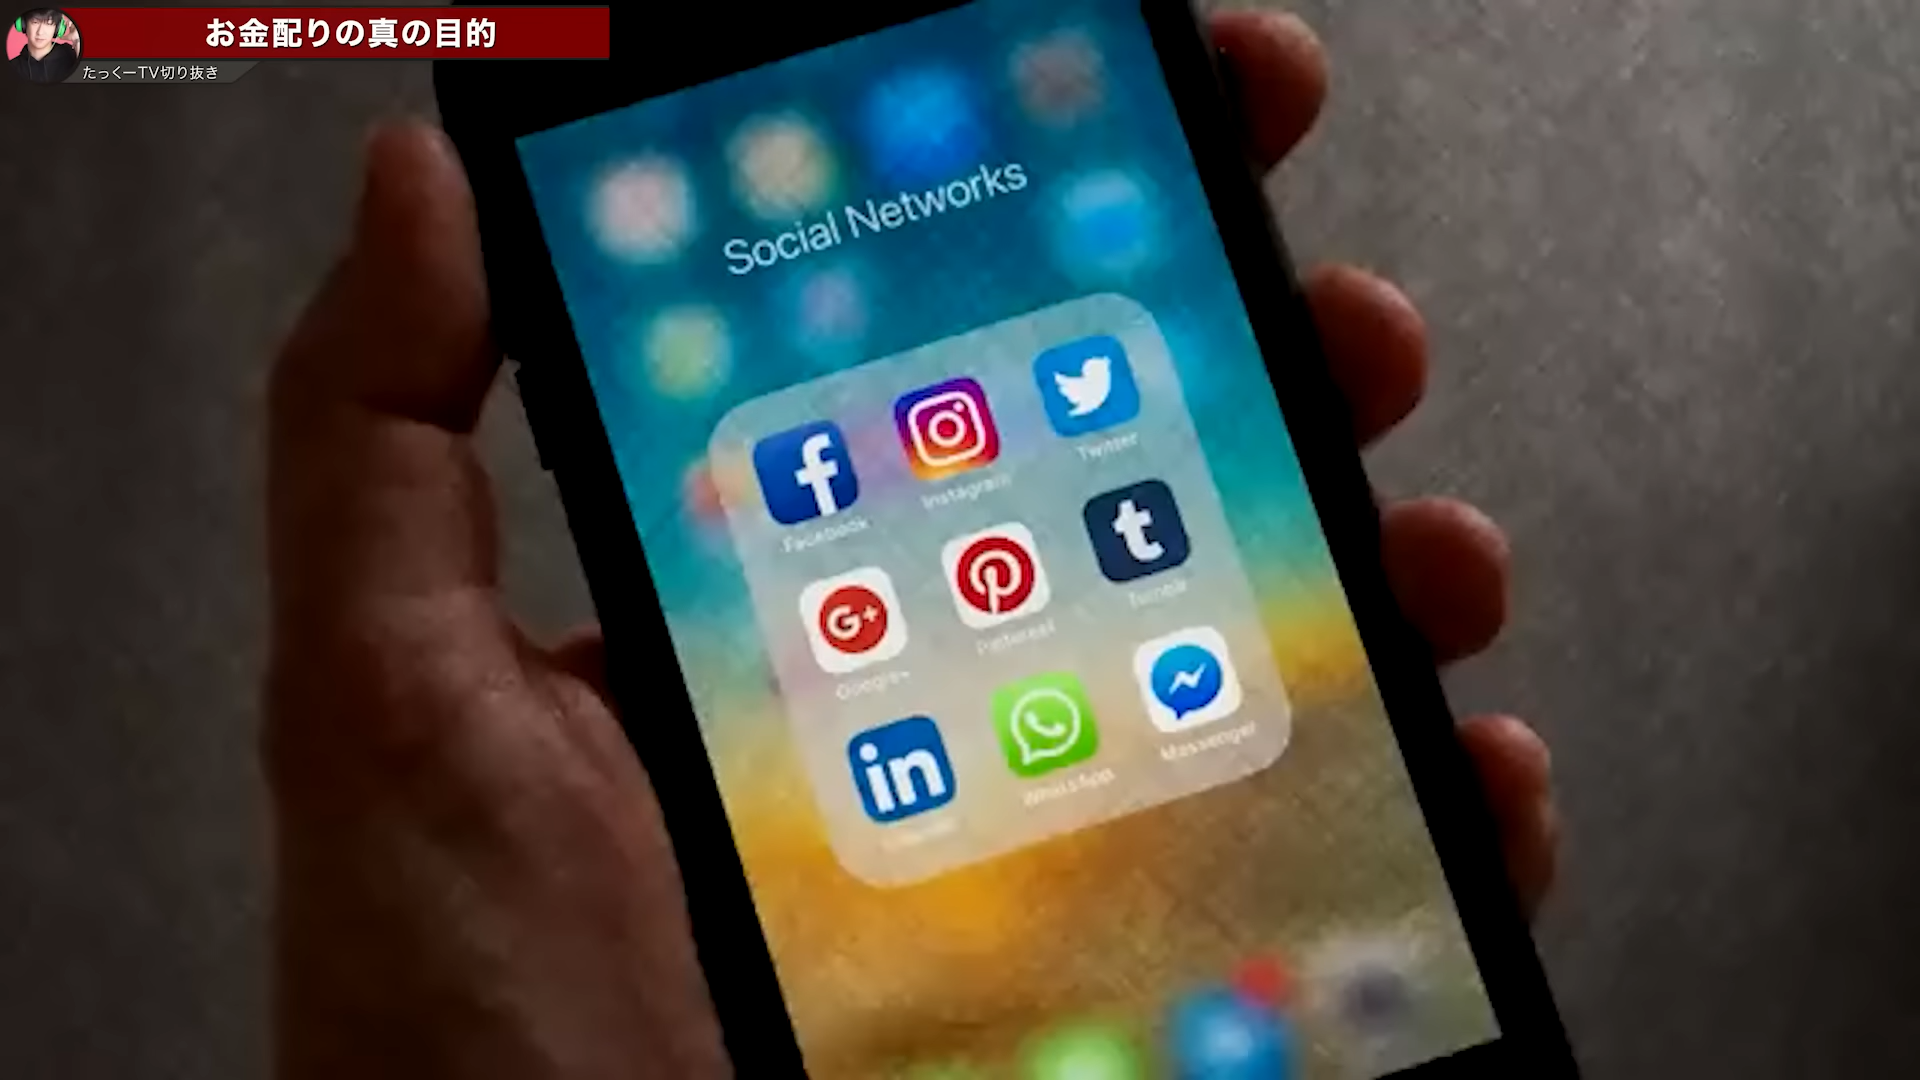 お金配りの真の目的
たっくーTV切り抜き
Social Networks
Facebook
Instagram
Twitter
Google+
Pinterest
Tumblr
WhatsApp
Messenger